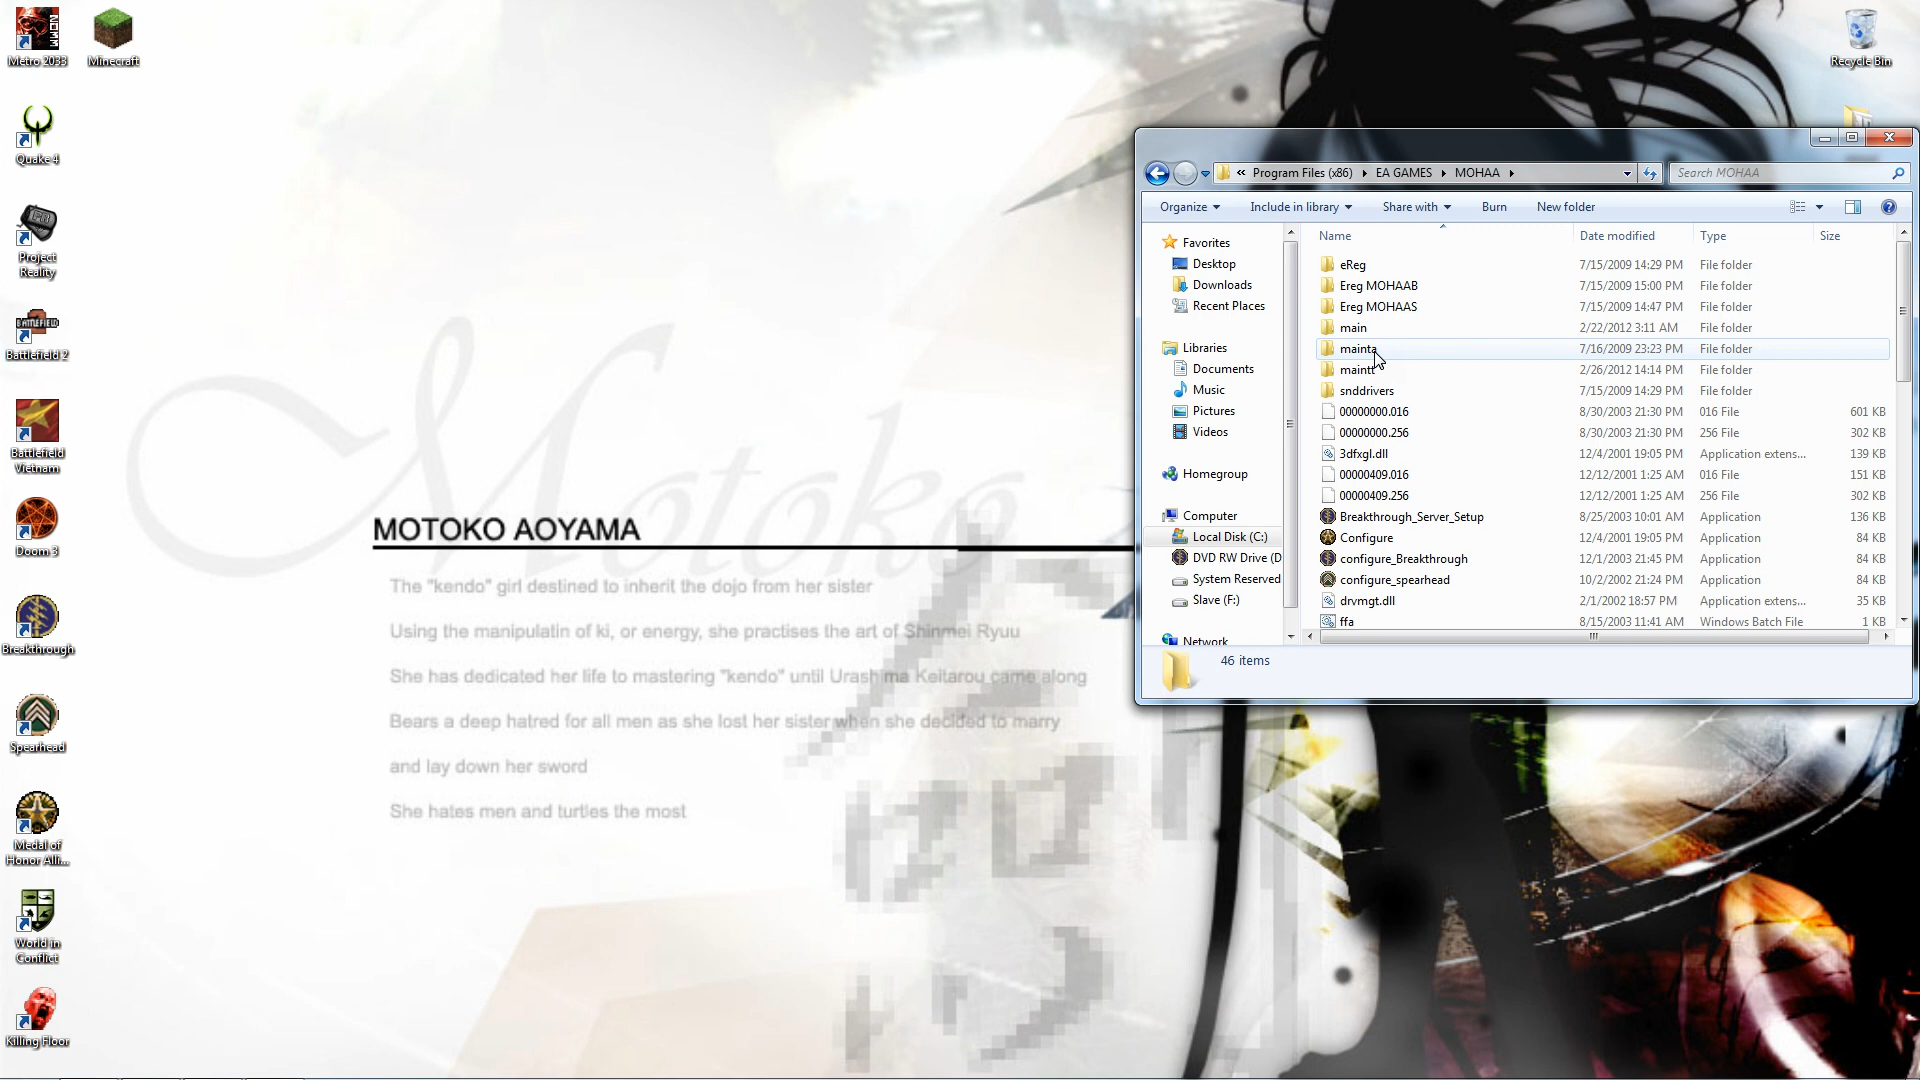 Metro 2033
Minecraft
Quake 4
Project
Reality
Battlefield 2
Battlefield
Vietnam
Doom 3
Breakthrough
Spearhead
Medal of
Honor Alli...
World in
Conflict
Killing Floor
Recycle Bin
Motoko
MOTOKO AOYAMA
The "kendo" girl destined to inherit the dojo from her sister
Using the manipulatin of ki, or energy, she practises the art of Shinmei Ryuu
She has dedicated her life to mastering "kendo" until Urashima Keitarou came along
Bears a deep hatred for all men as she lost her sister when she decided to marry
and lay down her sword
She hates men and turtles the most
« Program Files (x86) EA GAMES MOHAA
Search MOHAA
Organize Include in library Share with Burn New folder
Favorites
Desktop
Downloads
Recent Places
Libraries
Documents
Music
Pictures
Videos
Homegroup
Computer
Local Disk (C:)
DVD RW Drive (D
System Reserved
Slave (F:)
Network
Name Date modified Type Size
eReg 7/15/2009 14:29 PM File folder
Ereg MOHAAB 7/15/2009 15:00 PM File folder
Ereg MOHAAS 7/15/2009 14:47 PM File folder
main 2/22/2012 3:11 AM File folder
mainta 7/16/2009 23:23 PM File folder
maintt 2/26/2012 14:14 PM File folder
snddrivers 7/15/2009 14:29 PM File folder
00000000.016 8/30/2003 21:30 PM 016 File 601 KB
00000000.256 8/30/2003 21:30 PM 256 File 302 KB
3dfxgl.dll 12/4/2001 19:05 PM Application extens... 139 KB
00000409.016 12/12/2001 1:25 AM 016 File 151 KB
00000409.256 12/12/2001 1:25 AM 256 File 302 KB
Breakthrough_Server_Setup 8/25/2003 10:01 AM Application 136 KB
Configure 12/4/2001 19:05 PM Application 84 KB
configure_Breakthrough 12/1/2003 21:45 PM Application 84 KB
configure_spearhead 10/2/2002 21:24 PM Application 84 KB
drvmgt.dll 2/1/2002 18:57 PM Application extens... 35 KB
ffa 8/15/2003 11:41 AM Windows Batch File 1 KB
46 items